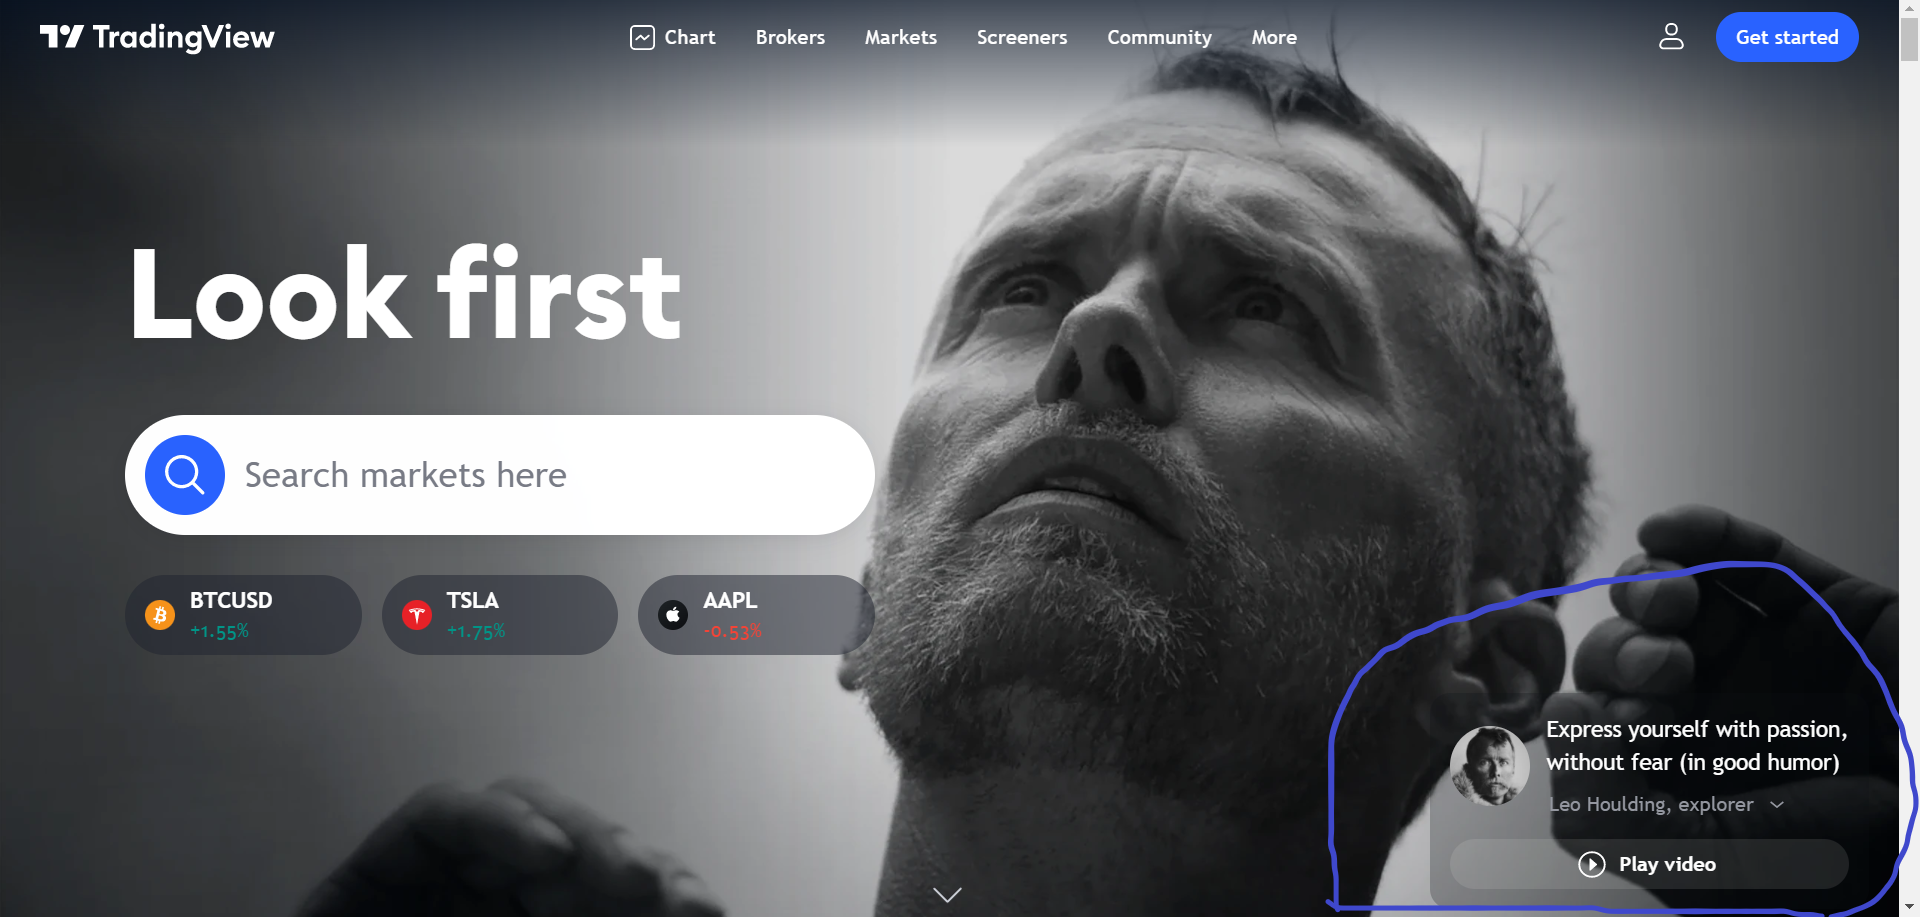 TradingView
Chart Brokers Markets Screeners Community More
Get started
Look first
Search markets here
BTCUSD
+1.55%
TSLA
+1.75%
AAPL
-0.53%
Express yourself with passion,
without fear (in good humor)
Leo Houlding, explorer
Play video